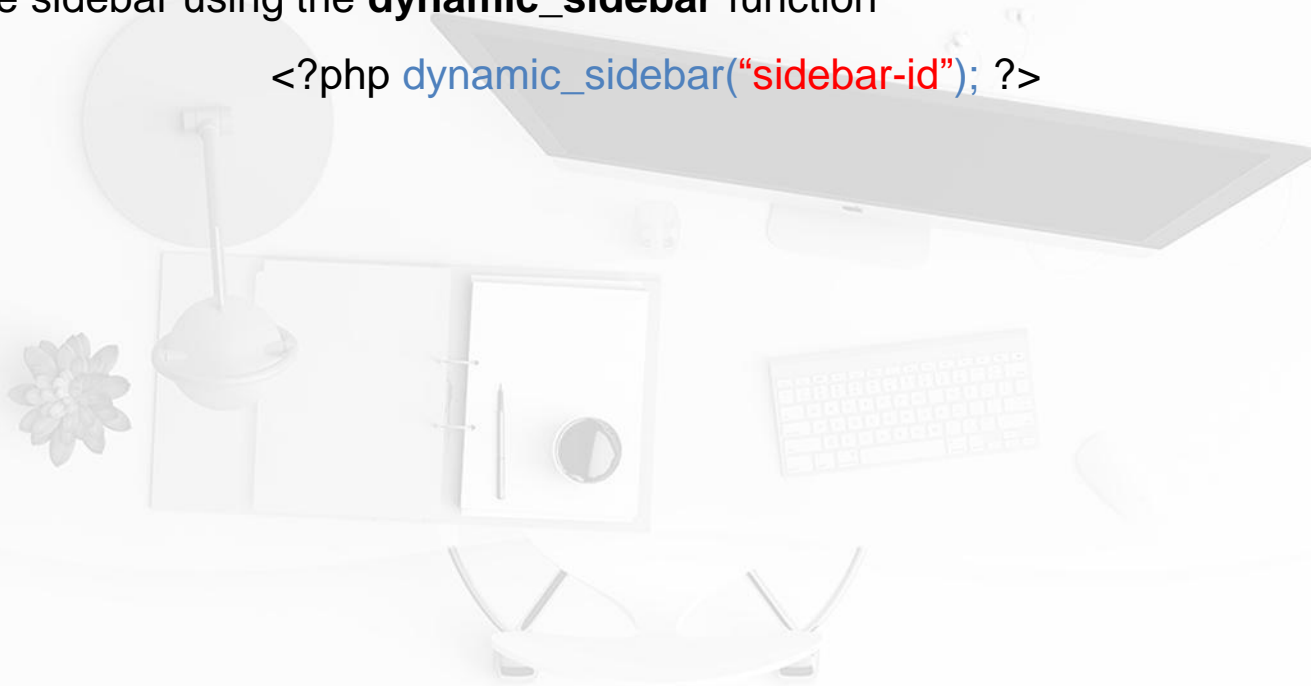 e sidebar using the dynamic_sidebar function
<?php dynamic_sidebar(“sidebar-id”); ?>